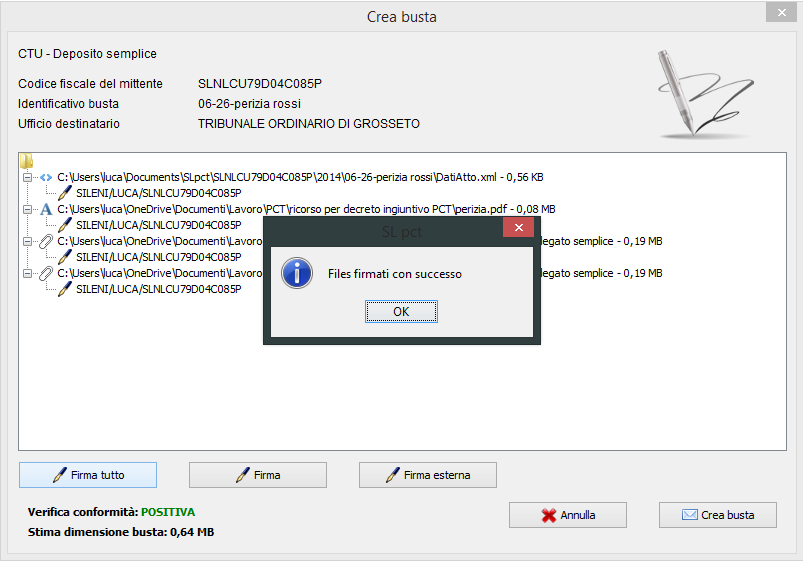 Crea busta
CTU - Deposito semplice
Codice fiscale del mittente SLNLCU79D04C085P
Identificativo busta 06-26-perizia rossi
Ufficio destinatario TRIBUNALE ORDINARIO DI GROSSETO
C:\Users\luca\Documents\SLpct\SLNLCU79D04C085P\2014\06-26-perizia rossi\DatiAtto.xml - 0,56 KB
SILENI/LUCA/SLNLCU79D04C085P
C:\Users\luca\OneDrive\Documenti\Lavoro\PCT\ricorso per decreto ingiuntivo PCT\perizia.pdf - 0,08 MB
SILENI/LUCA/SLNLCU79D04C085P
C:\Users\luca\OneDrive\Documenti\Lavoro legato semplice - 0,19 MB
SILENI/LUCA/SLNLCU79D04C085P
C:\Users\luca\OneDrive\Documenti\Lavoro legato semplice - 0,19 MB
SILENI/LUCA/SLNLCU79D04C085P
SL pct
Files firmati con successo
OK
Firma tutto Firma Firma esterna
Verifica conformità: POSITIVA
Stima dimensione busta: 0,64 MB
Annulla Crea busta